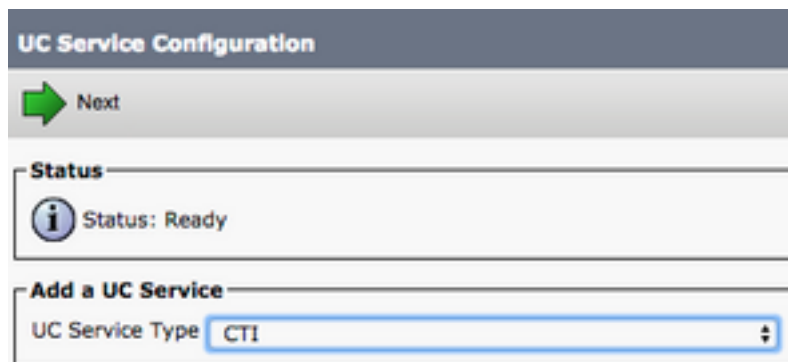 UC Service Configuration
Next
Status
Status: Ready
Add a UC Service
UC Service Type CTI